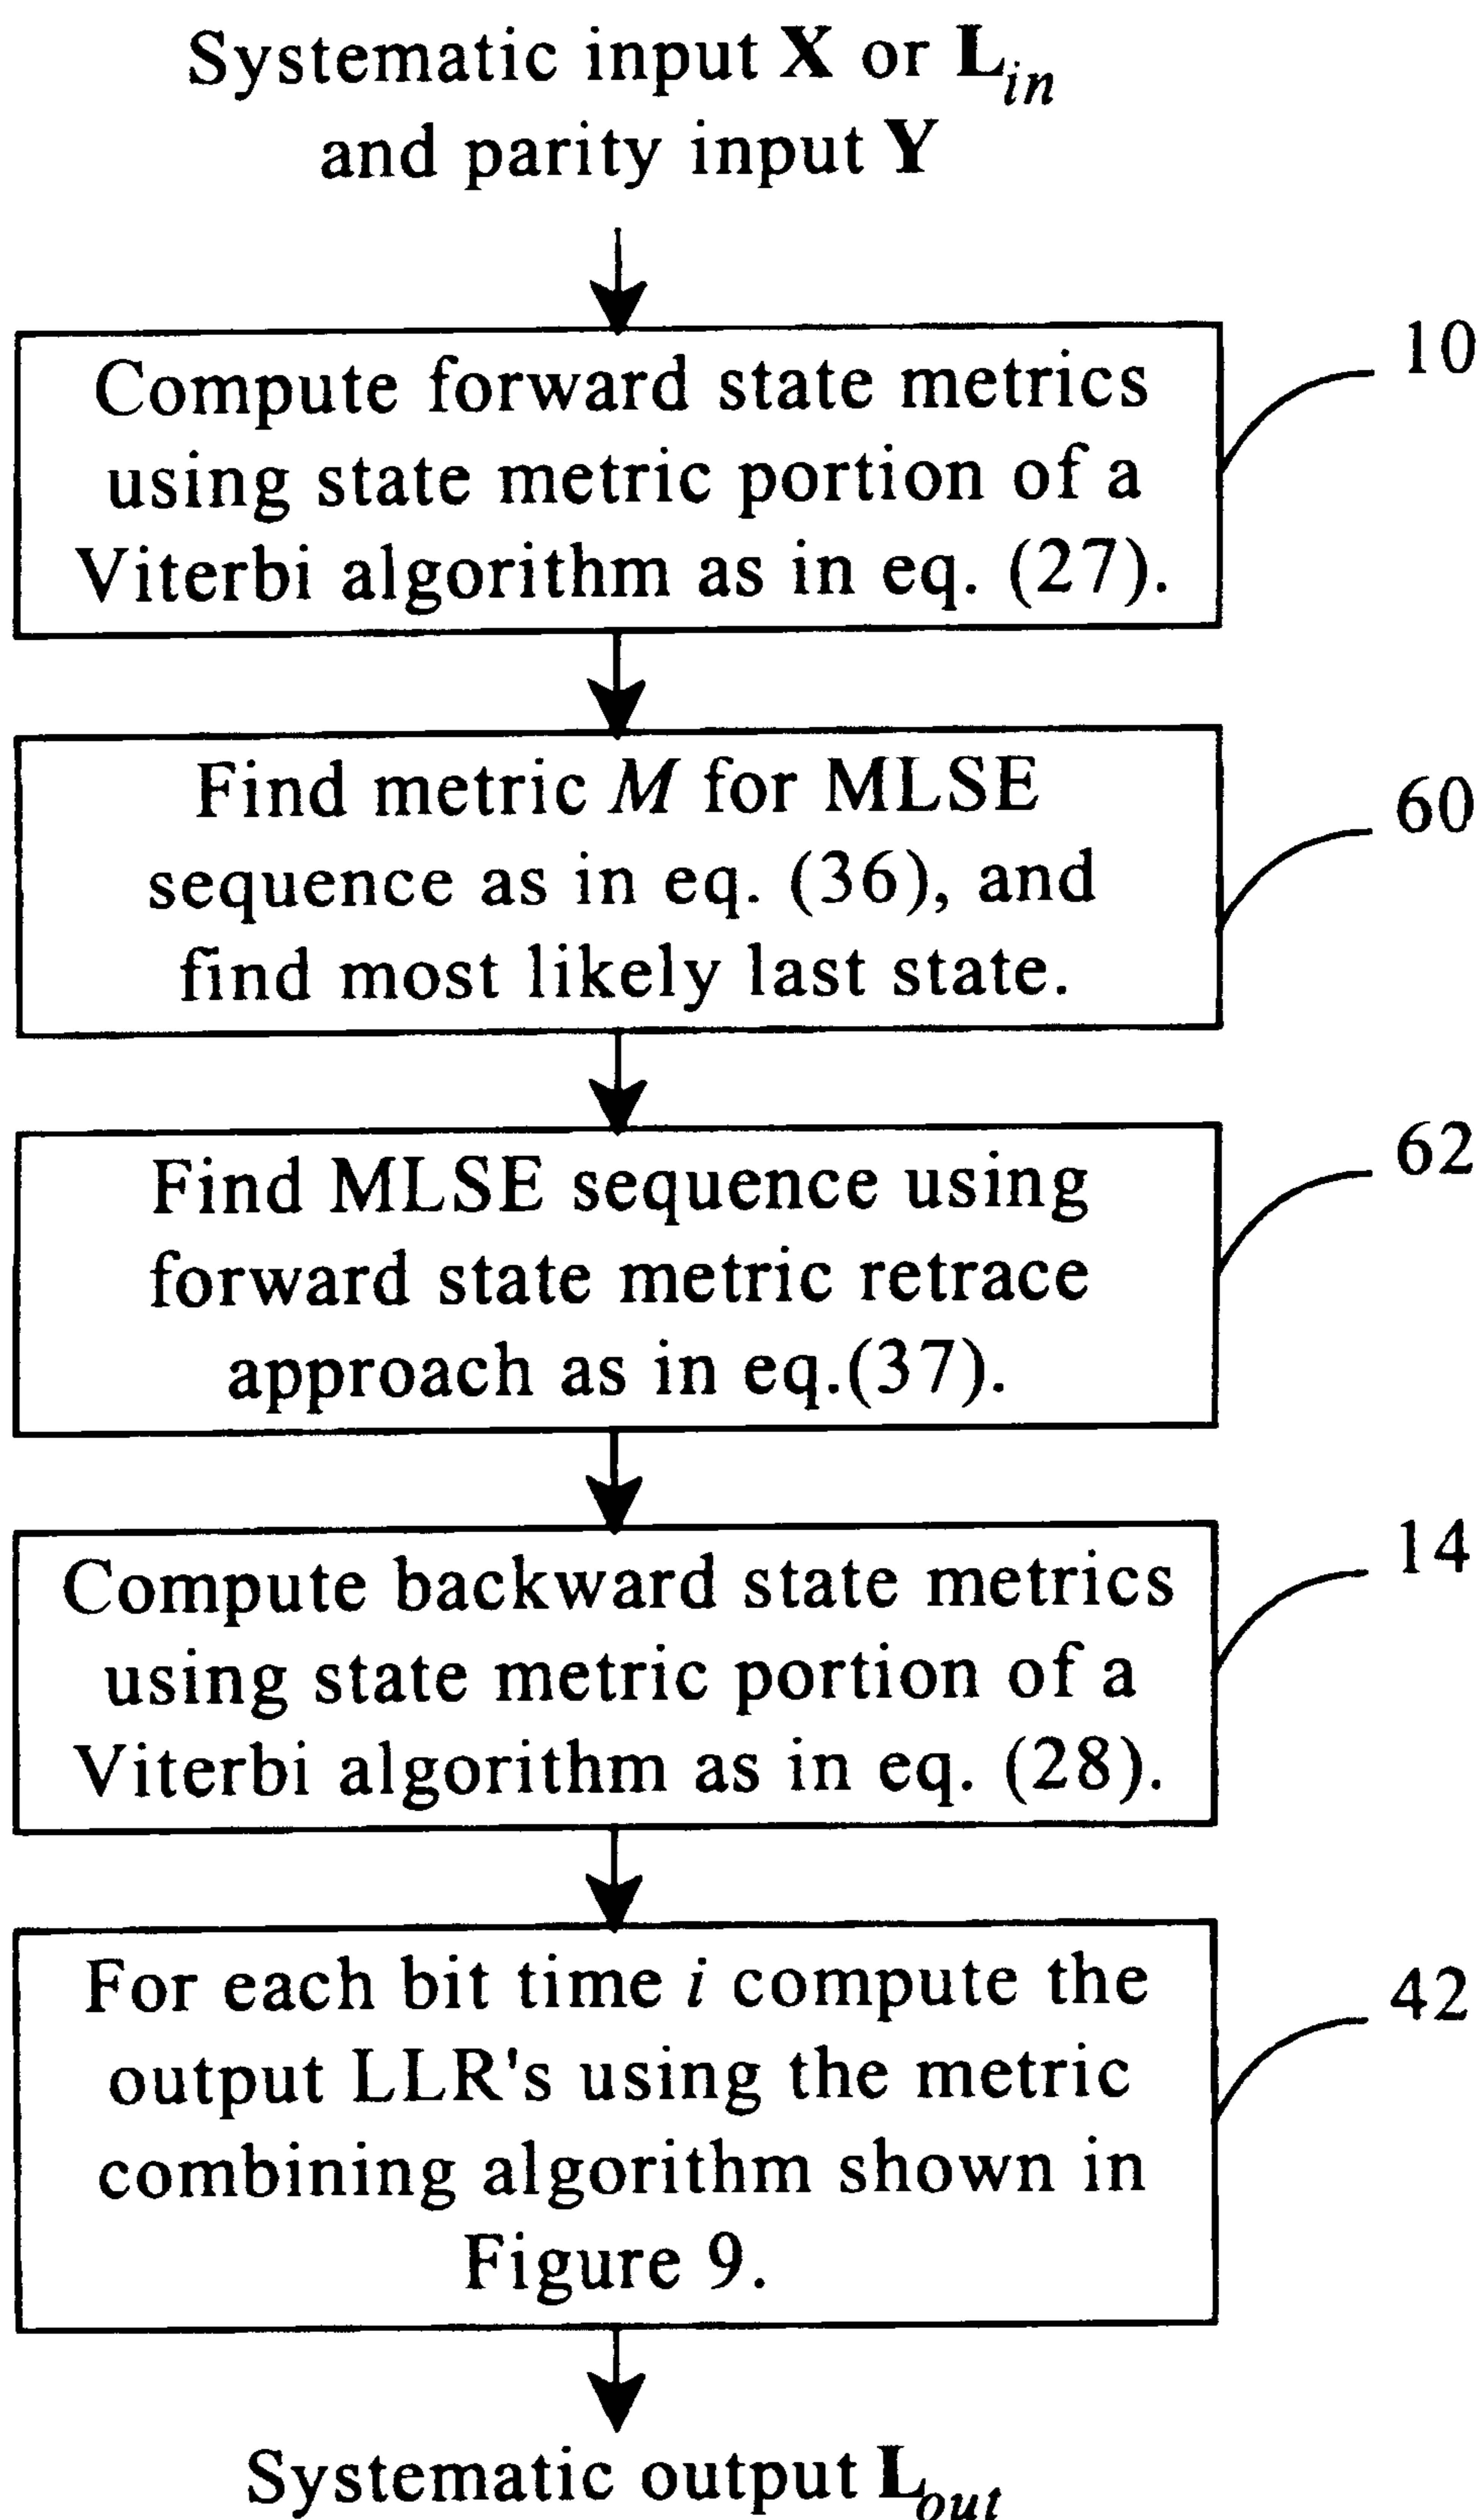 Systematic input X or Lin
and parity input Y
Compute forward state metrics
using state metric portion of a
Viterbi algorithm as in eq. (27).
10
Find metric M for MLSE
sequence as in eq. (36), and
find most likely last state.
60
Find MLSE sequence using
forward state metric retrace
approach as in eq.(37).
62
Compute backward state metrics
using state metric portion of a
Viterbi algorithm as in eq. (28).
14
For each bit time i compute the
output LLR's using the metric
combining algorithm shown in
Figure 9.
42
Systematic output Lout